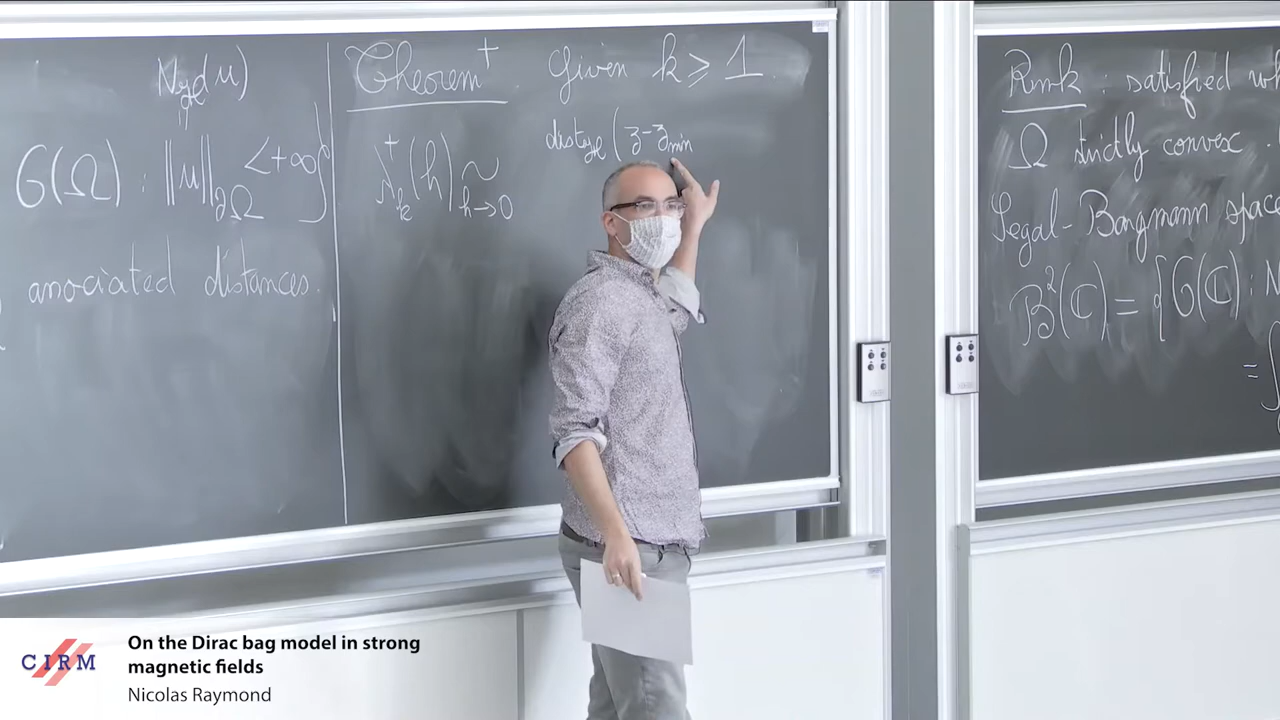 N_𝓗(u)
G(Ω) : ||u||_∂Ω < +∞}
associated distances.
Theorem⁺. Given k ⩾ 1.
dist_𝓗(z-z_min
λ⁺_k(h) ~_{h→0}
Rmk : satisfied
Ω strictly convex.
Segal-Bargmann space
B²(ℂ) = {G(ℂ) : N
= ∫
CIRM
On the Dirac bag model in strong
magnetic fields
Nicolas Raymond